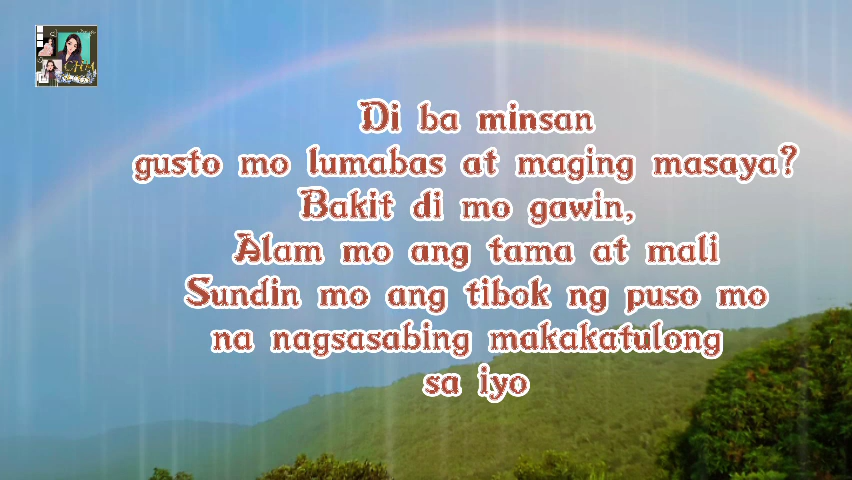 Di ba minsan
gusto mo lumabas at maging masaya?
Bakit di mo gawin,
Alam mo ang tama at mali
Sundin mo ang tibok ng puso mo
na nagsasabing makakatulong
sa iyo